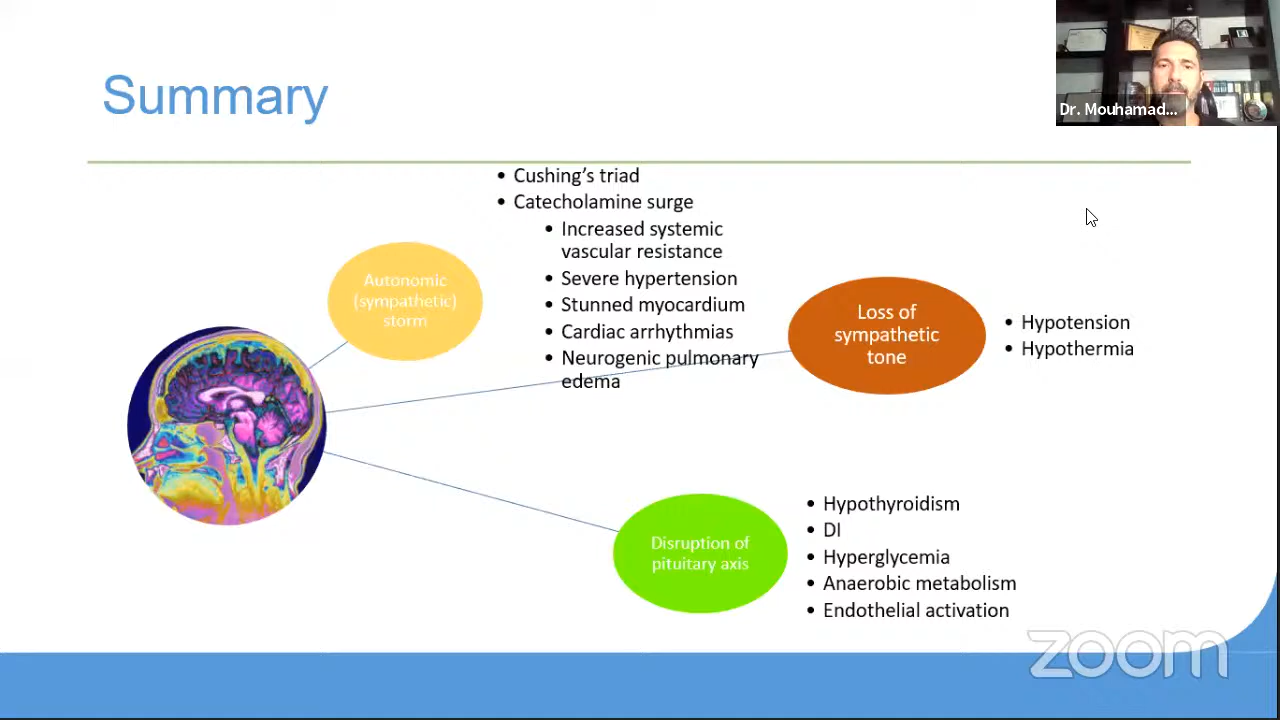 Summary
Dr. Mouhamad...
• Cushing’s triad
• Catecholamine surge
• Increased systemic
vascular resistance
• Severe hypertension
• Stunned myocardium
• Cardiac arrhythmias
• Neurogenic pulmonary
edema
Autonomic
(sympathetic)
storm
Loss of
sympathetic
tone
• Hypotension
• Hypothermia
Disruption of
pituitary axis
• Hypothyroidism
• DI
• Hyperglycemia
• Anaerobic metabolism
• Endothelial activation
zoom